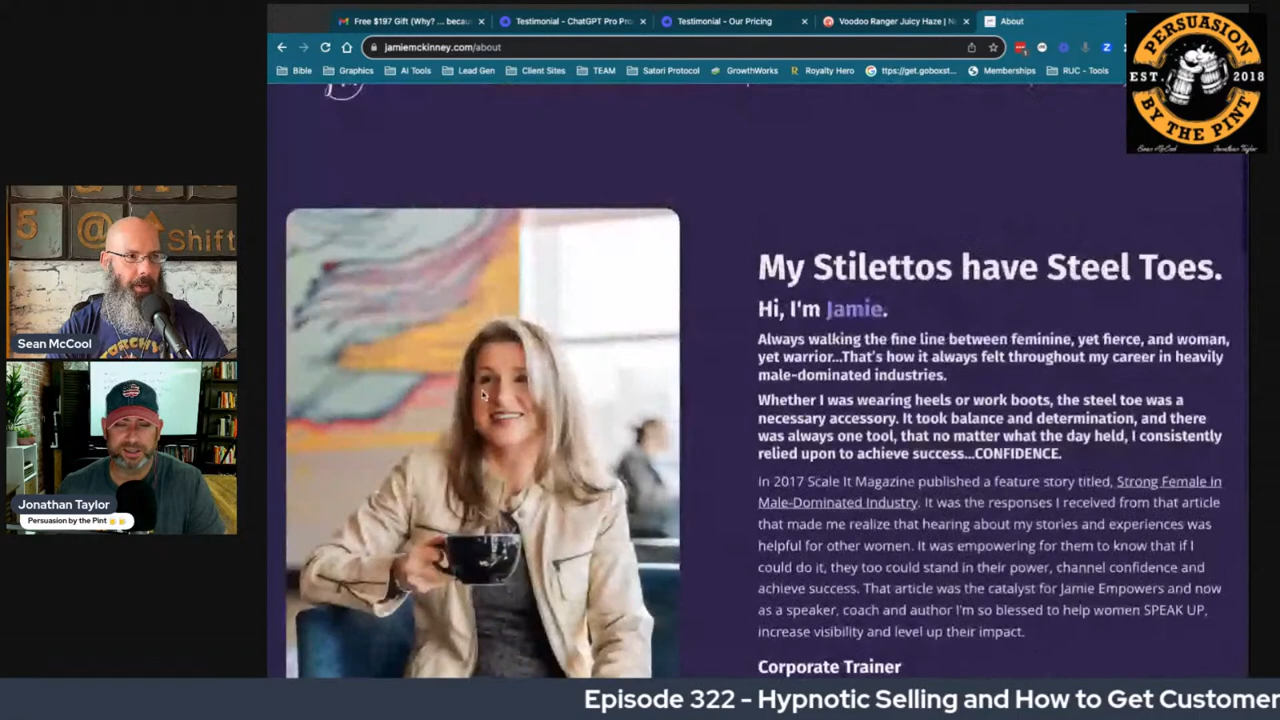 Free $197 Gift (Why? ... becau
Testimonial - ChatGPT Pro Pro
Testimonial - Our Pricing
Voodoo Ranger Juicy Haze | N
About
jamiemckinney.com/about
Bible
Graphics
AI Tools
Lead Gen
Client Sites
TEAM
Satori Protocol
GrowthWorks
Royalty Hero
ttps://get.goboxst...
Memberships
RUC - Tools
PERSUASION
EST. 2018
BY THE PINT
Sean McCool Jonathan Taylor
5 @ Shift
Sean McCool
Jonathan Taylor
Persuasion by the Pint
My Stilettos have Steel Toes.
Hi, I'm Jamie.
Always walking the fine line between feminine, yet fierce, and woman,
yet warrior...That's how it always felt throughout my career in heavily
male-dominated industries.
Whether I was wearing heels or work boots, the steel toe was a
necessary accessory. It took balance and determination, and there
was always one tool, that no matter what the day held, I consistently
relied upon to achieve success...CONFIDENCE.
In 2017 Scale It Magazine published a feature story titled, Strong Female in
Male-Dominated Industry. It was the responses I received from that article
that made me realize that hearing about my stories and experiences was
helpful for other women. It was empowering for them to know that if I
could do it, they too could stand in their power, channel confidence and
achieve success. That article was the catalyst for Jamie Empowers and now
as a speaker, coach and author I'm so blessed to help women SPEAK UP,
increase visibility and level up their impact.
Corporate Trainer
Episode 322 - Hypnotic Selling and How to Get Customer